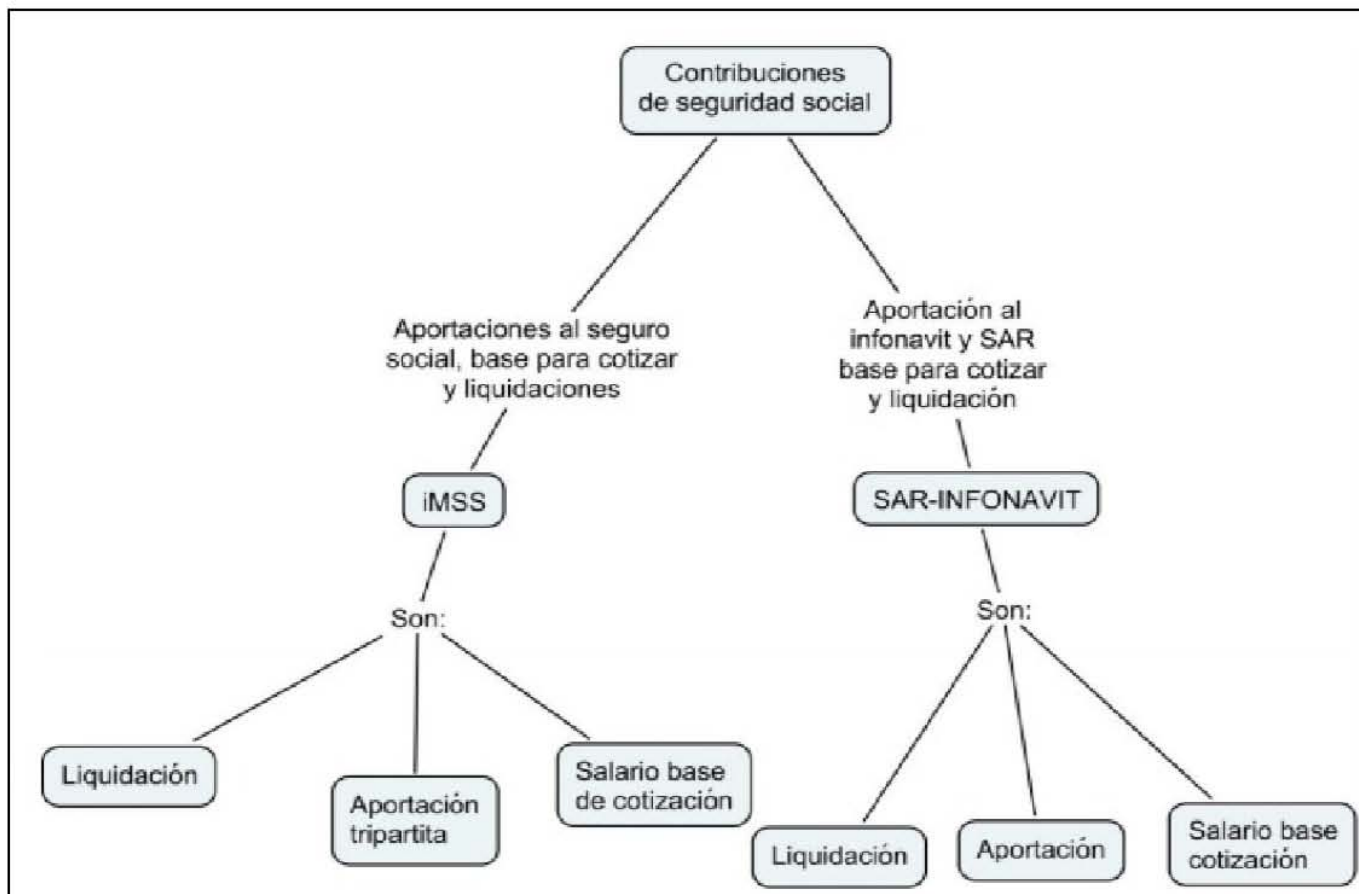 Contribuciones
de seguridad social
Aportaciones al seguro
social, base para cotizar
y liquidaciones
Aportación al
infonavit y SAR
base para cotizar
y liquidación
iMSS
SAR-INFONAVIT
Son:
Son:
Liquidación
Aportación
tripartita
Salario base
de cotización
Liquidación
Aportación
Salario base
cotización